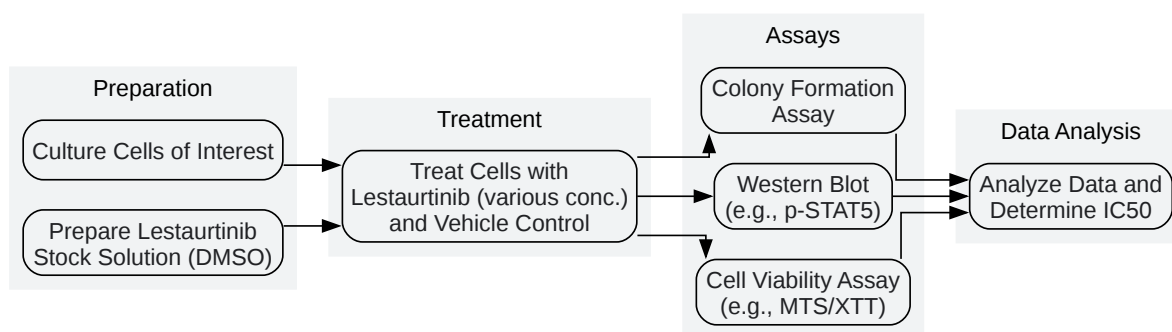 Preparation
Culture Cells of Interest
Prepare Lestaurtinib
Stock Solution (DMSO)
Treatment
Treat Cells with
Lestaurtinib (various conc.)
and Vehicle Control
Assays
Colony Formation
Assay
Western Blot
(e.g., p-STAT5)
Cell Viability Assay
(e.g., MTS/XTT)
Data Analysis
Analyze Data and
Determine IC50